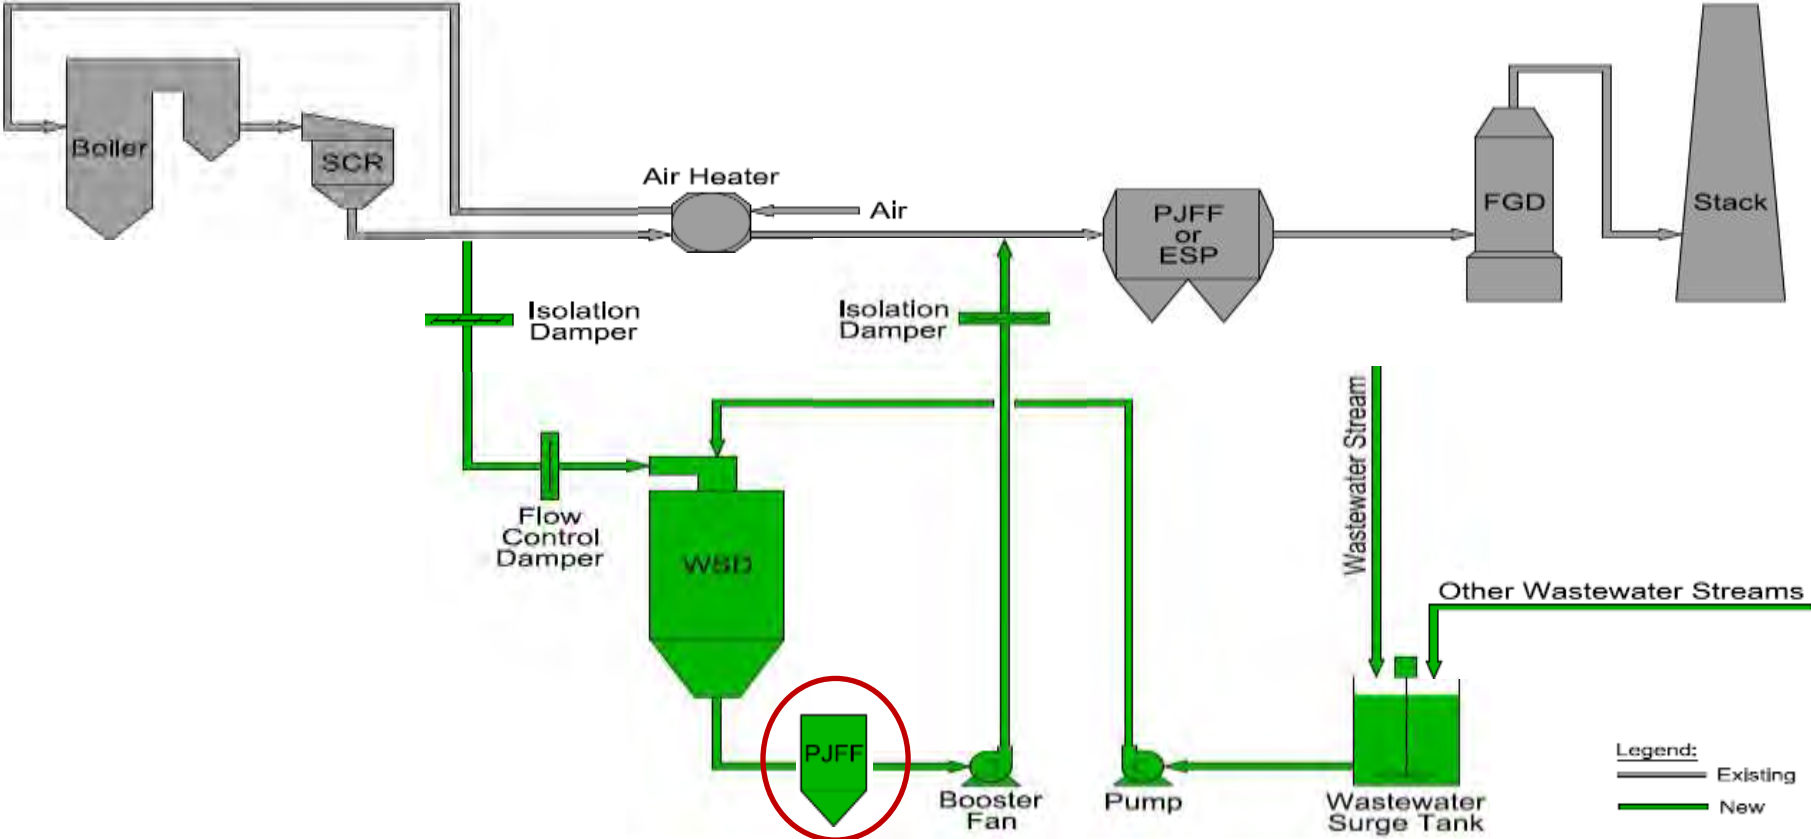 Boiler
SCR
Air Heater
Air
PJFF
or
ESP
FGD
Stack
Isolation
Damper
Isolation
Damper
Flow
Control
Damper
WSD
PJFF
Booster
Fan
Pump
Wastewater Stream
Other Wastewater Streams
Wastewater
Surge Tank
Legend:
Existing
New